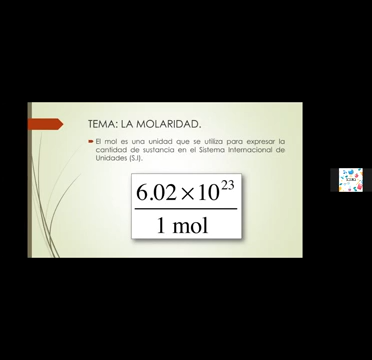 TEMA: LA MOLARIDAD.
El mol es una unidad que se utiliza para expresar la
cantidad de sustancia en el Sistema Internacional de
Unidades (S.I).
6.02 × 10²³
1 mol